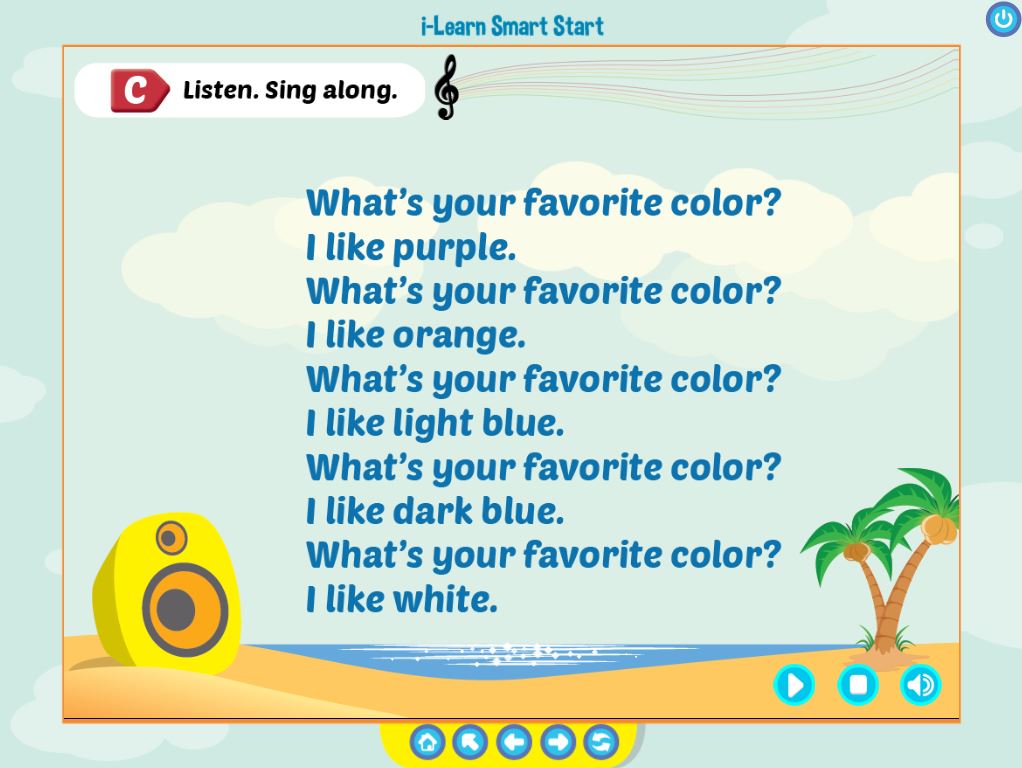 i-Learn Smart Start
C Listen. Sing along.
What's your favorite color?
I like purple.
What's your favorite color?
I like orange.
What's your favorite color?
I like light blue.
What's your favorite color?
I like dark blue.
What's your favorite color?
I like white.